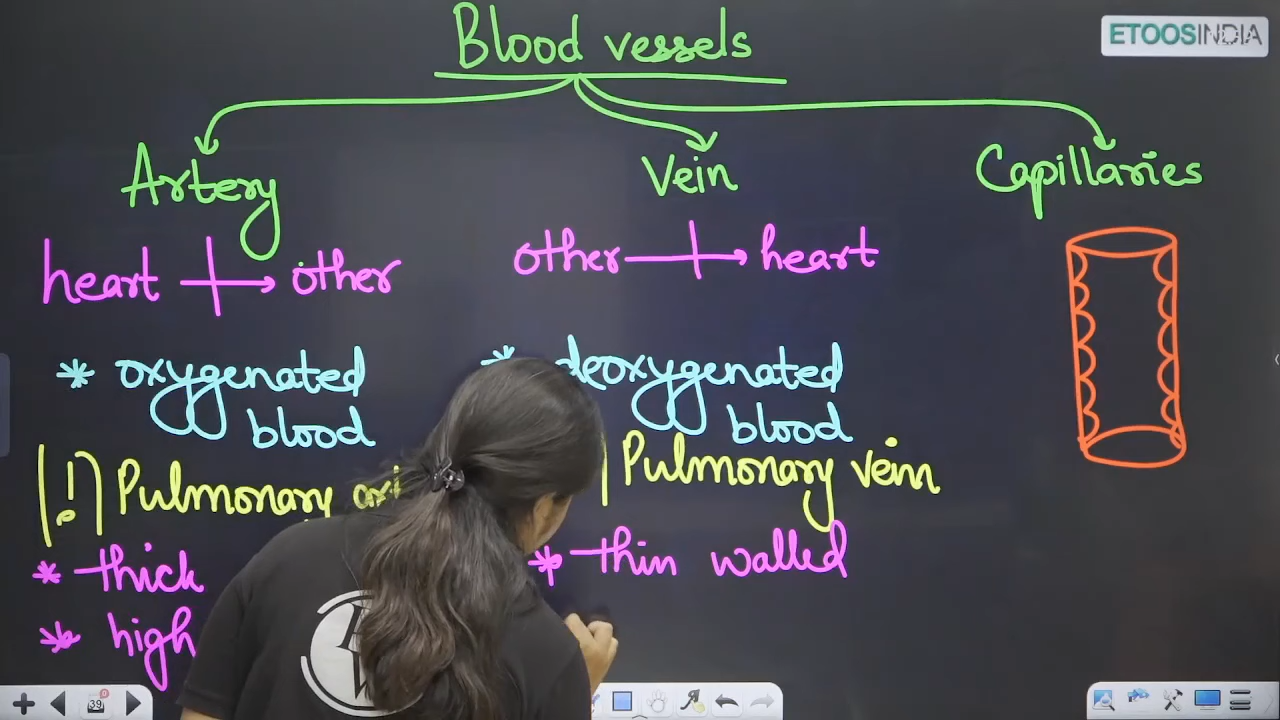 Blood vessels
ETOOSINDIA
Artery
Vein
Capillaries
heart → other
other → heart
* oxygenated
blood
* deoxygenated
blood
(!) Pulmonary
Pulmonary vein
* thick
* thin walled
* high
39